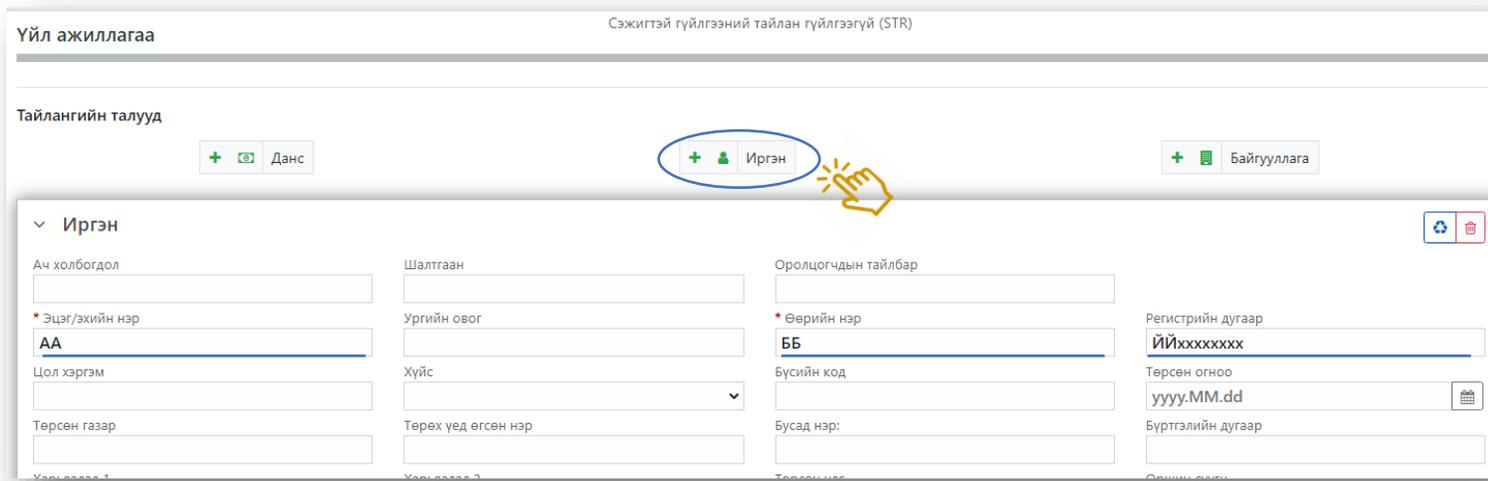 Сэжигтэй гүйлгээний тайлан гүйлгээгүй (STR)
Үйл ажиллагаа
Тайлангийн талууд
Данс
Иргэн
Байгууллага
Иргэн
Ач холбогдол Шалтгаан Оролцогчдын тайлбар
* Эцэг/эхийн нэр Ургийн овог * Өөрийн нэр Регистрийн дугаар
АА ББ ЙЙxxxxxxxx
Цол хэргэм Хүйс Бүсийн код Төрсөн огноо
yyyy.MM.dd
Төрсөн газар Төрөх үед өгсөн нэр Бусад нэр: Бүртгэлийн дугаар